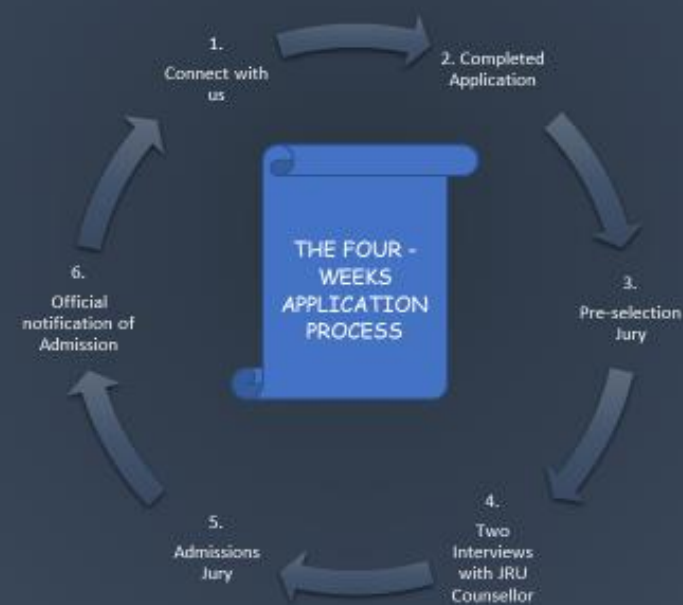 1.
Connect with
us
2. Completed
Application
3.
Pre-selection
Jury
4.
Two
Interviews
with JRU
Counsellor
5.
Admissions
Jury
6.
Official
notification of
Admission
THE FOUR -
WEEKS
APPLICATION
PROCESS